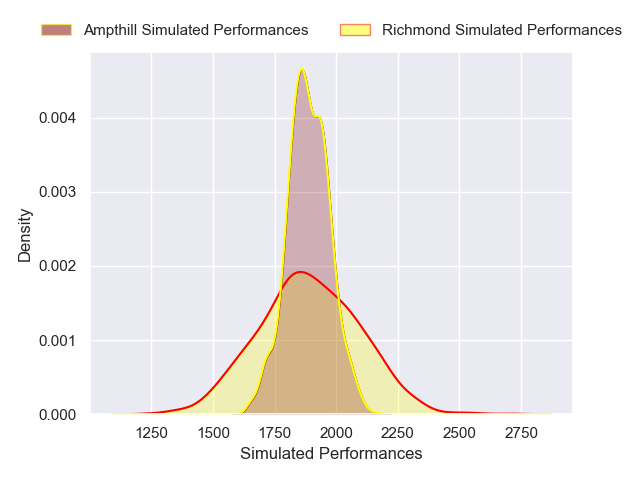 Ampthill Simulated Performances Richmond Simulated Performances
0.004
0.003
0.002
0.001
0.000
Density
1250 1500 1750 2000 2250 2500 2750
Simulated Performances